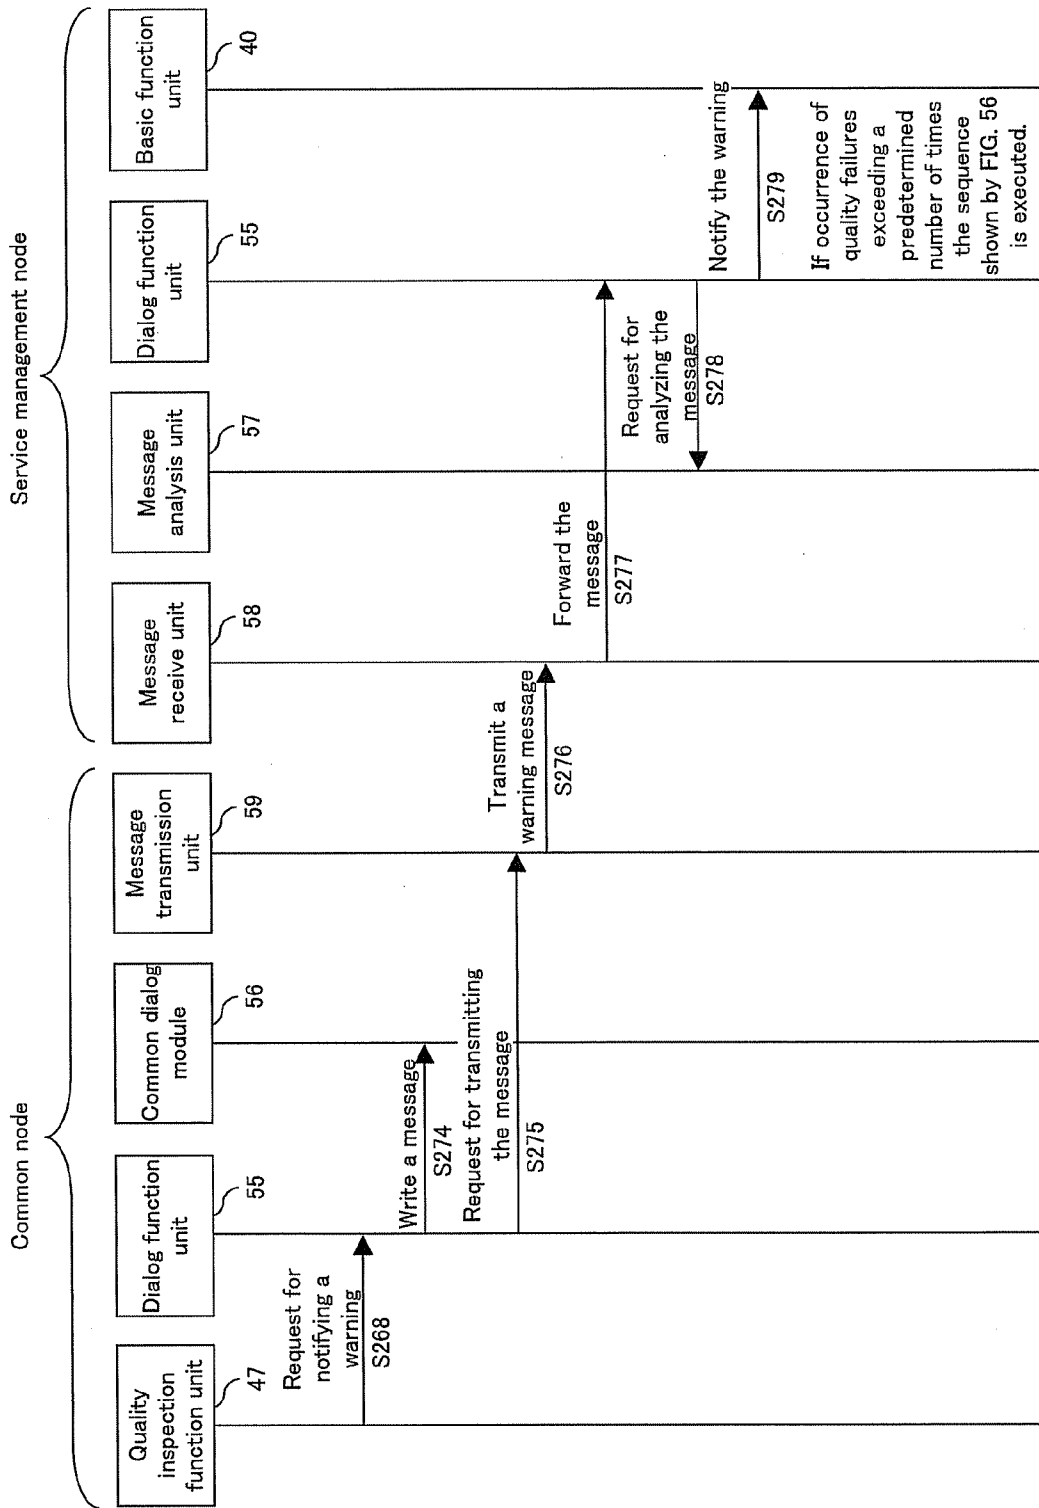 Common node
Service management node
Quality
inspection
function unit
47
Dialog function
unit
55
Common dialog
module
56
Message
transmission
unit
59
Message
receive unit
58
Message
analysis unit
57
Dialog function
unit
55
Basic function
unit
40
Request for
notifying a
warning
S268
Write a message
S274
Request for transmitting
the message
S275
Transmit a
warning message
S276
Forward the
message
S277
Request for
analyzing the
message
S278
Notify the warning
S279
If occurrence of
quality failures
exceeding a
predetermined
number of times
the sequence
shown by FIG. 56
is executed.